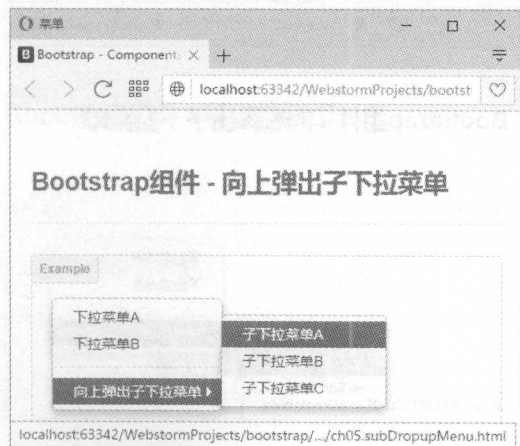 菜单
Bootstrap - Component:
localhost:63342/WebstormProjects/bootst
Bootstrap组件 - 向上弹出子下拉菜单
Example
下拉菜单A
下拉菜单B
向上弹出子下拉菜单
子下拉菜单A
子下拉菜单B
子下拉菜单C
localhost:63342/WebstormProjects/bootstrap/.../ch05.subDropupMenu.html